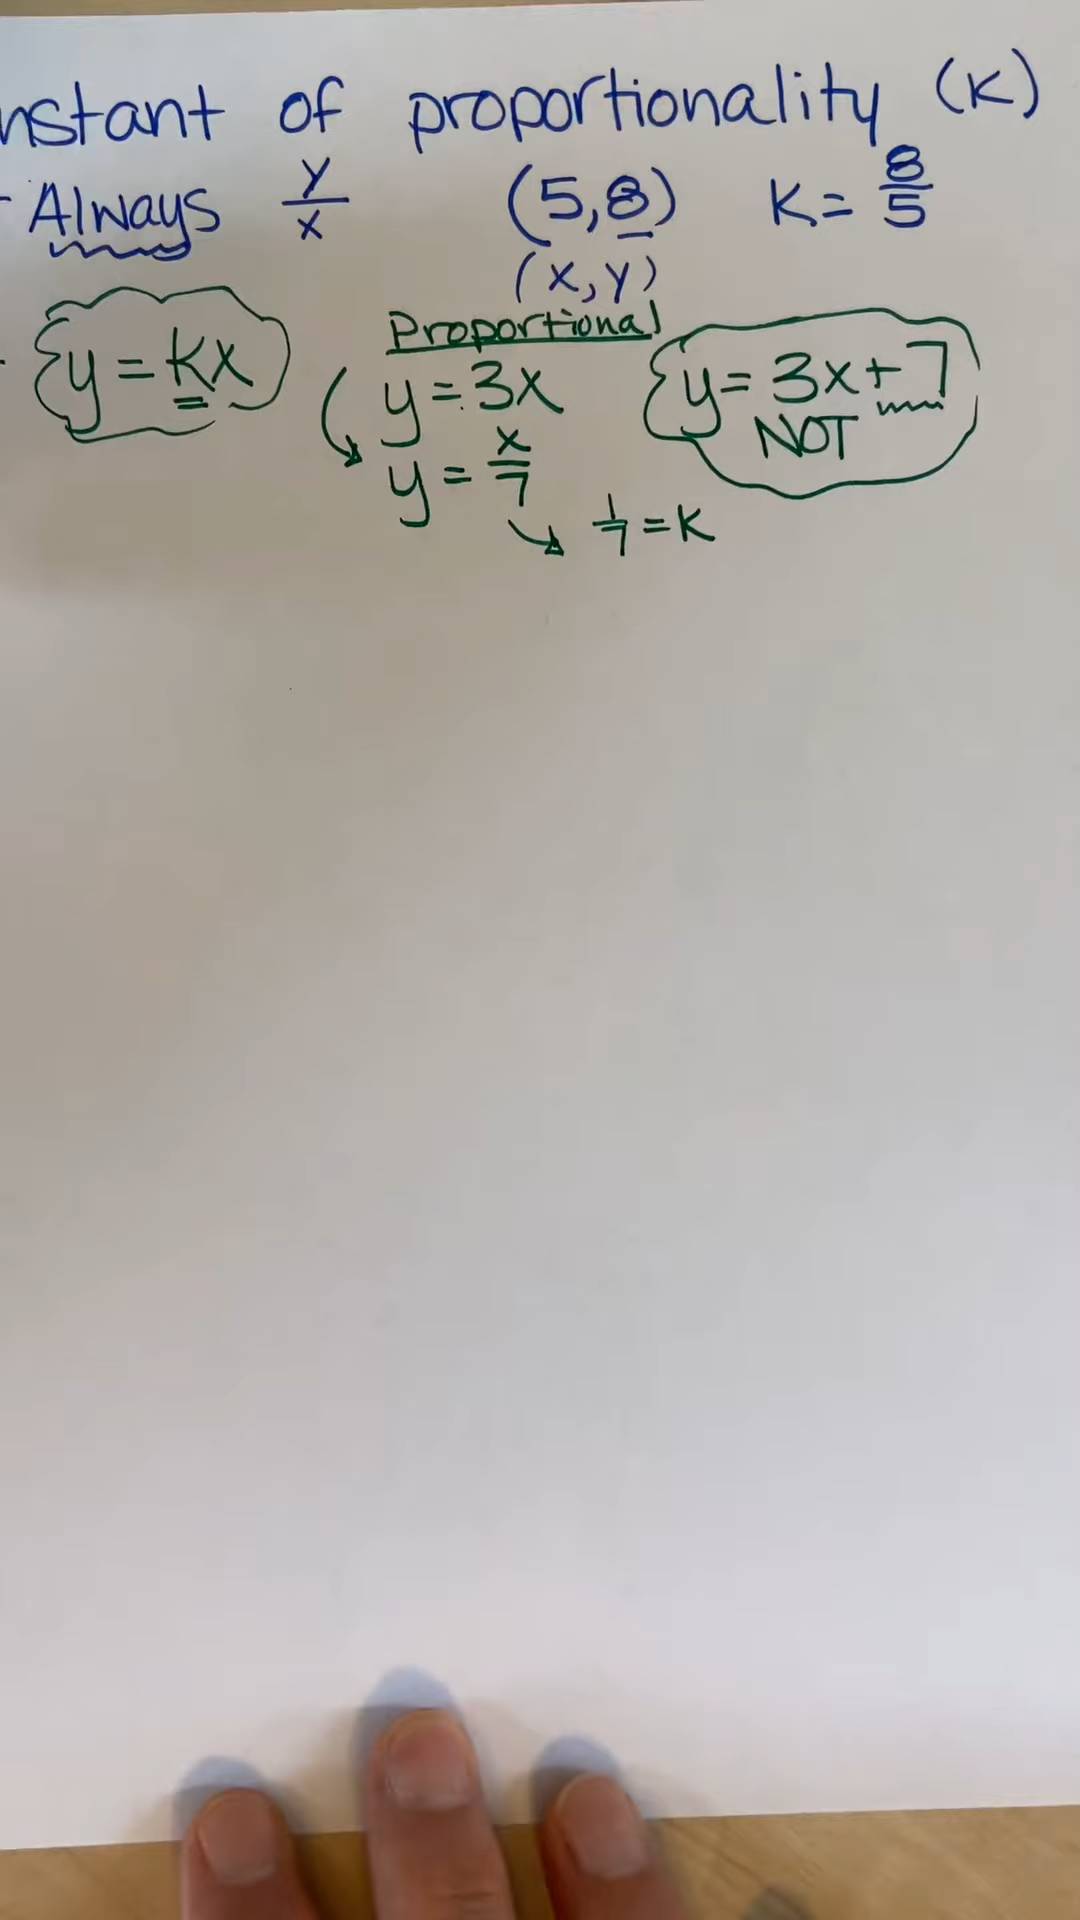 nstant of proportionality (K)
- Always y/x (5,8) K = 8/5
(x,y)
y = kx Proportional
y = 3x y = 3x + 7
NOT
y = x/7
1/7 = K